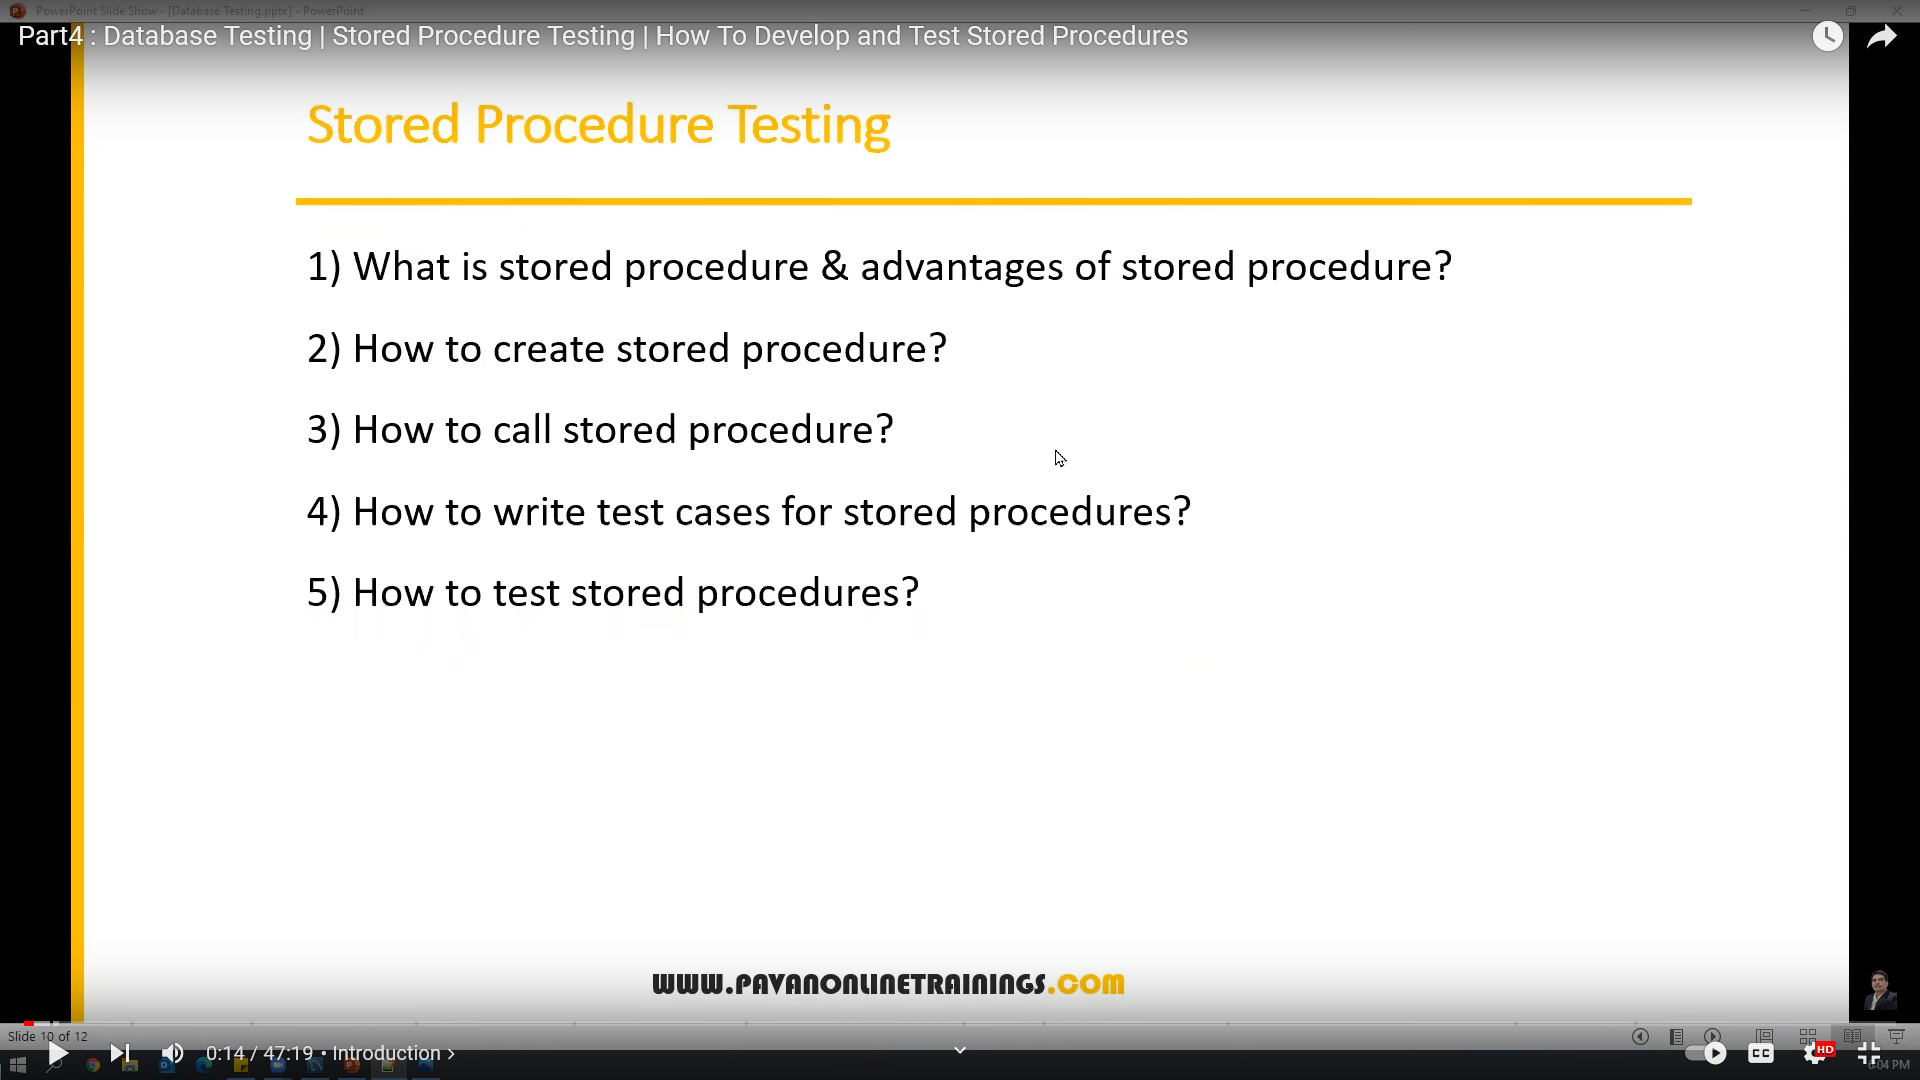 PowerPoint Slide Show - [Database Testing.pptx] - PowerPoint
Part4 : Database Testing | Stored Procedure Testing | How To Develop and Test Stored Procedures
Stored Procedure Testing
1) What is stored procedure & advantages of stored procedure?
2) How to create stored procedure?
3) How to call stored procedure?
4) How to write test cases for stored procedures?
5) How to test stored procedures?
WWW.PAVANONLINETRAININGS.COM
Slide 10 of 12
0:14 / 47:19 • Introduction
CC
HD
6:04 PM